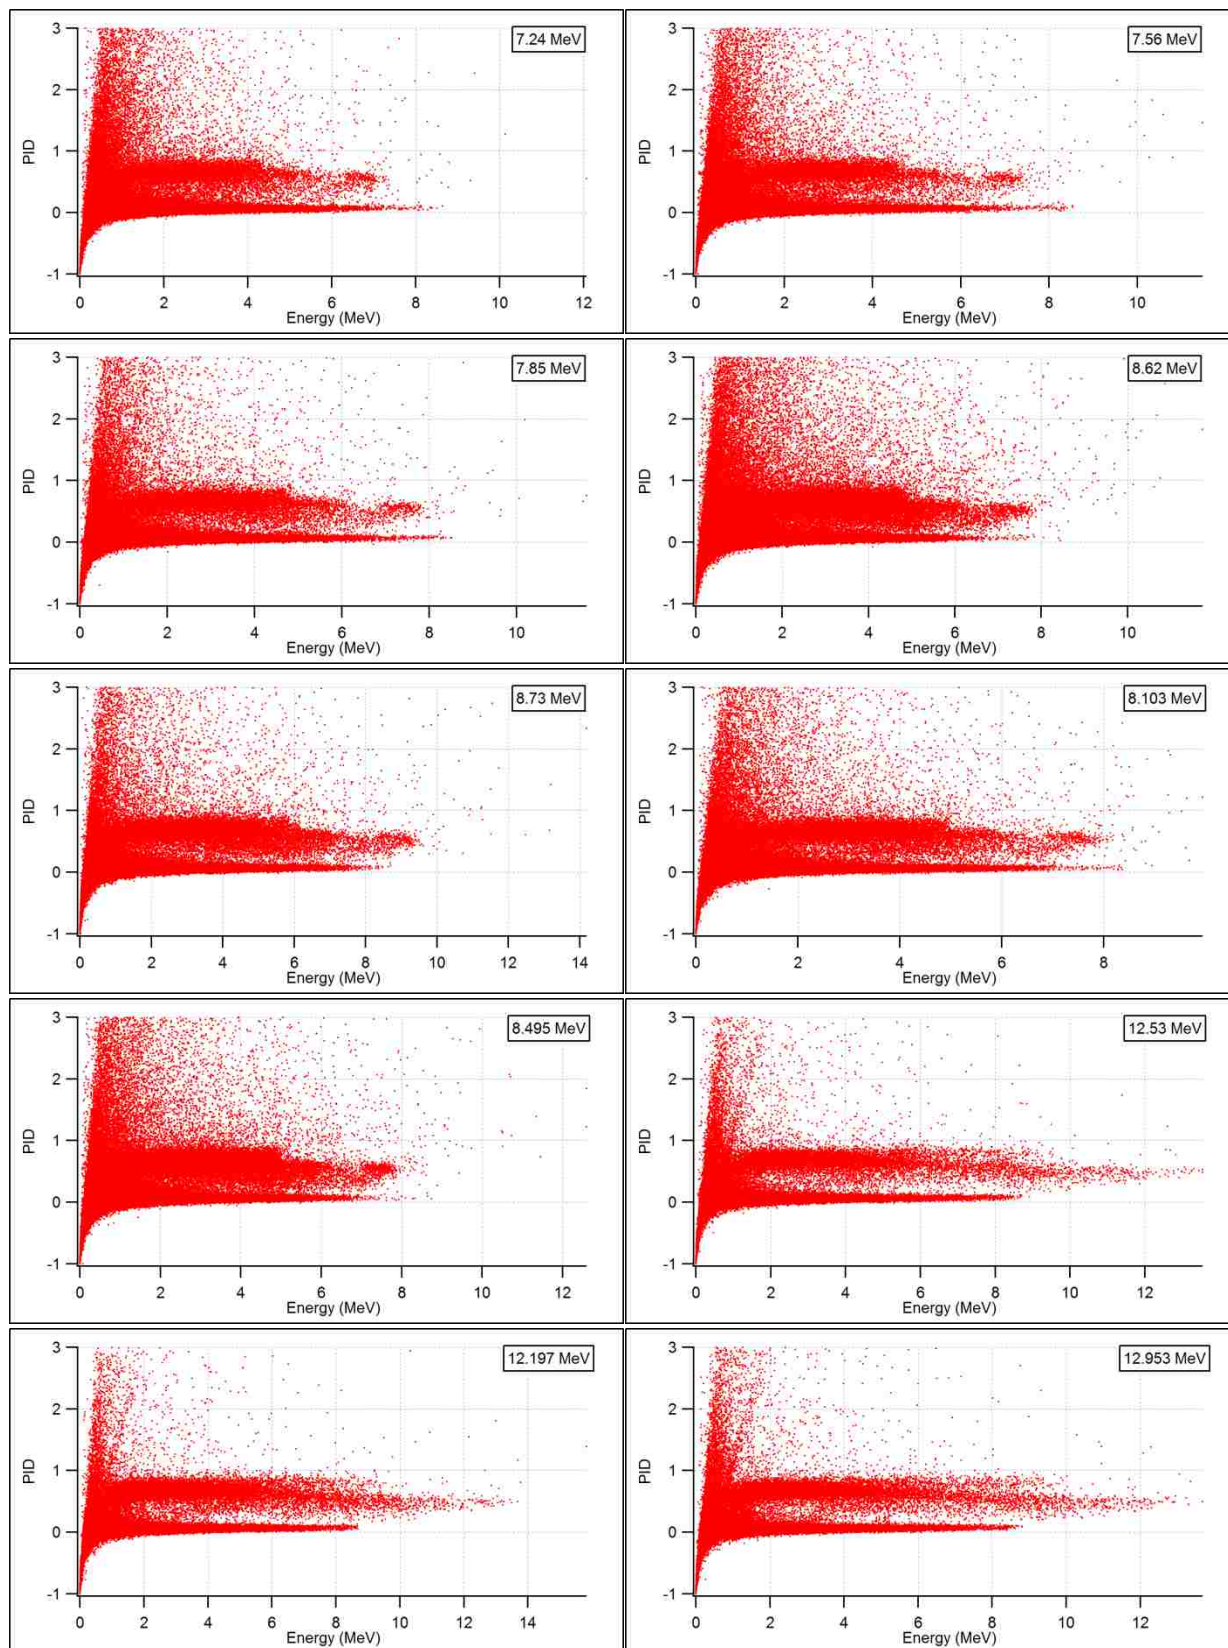 3
2
PID
1
0
-1
7.24 MeV
0 2 4 6 8 10 12
Energy (MeV)
3
2
PID
1
0
-1
7.56 MeV
0 2 4 6 8 10
Energy (MeV)
3
2
PID
1
0
-1
7.85 MeV
0 2 4 6 8 10
Energy (MeV)
3
2
PID
1
0
-1
8.62 MeV
0 2 4 6 8 10
Energy (MeV)
3
2
PID
1
0
-1
8.73 MeV
0 2 4 6 8 10 12 14
Energy (MeV)
3
2
PID
1
0
-1
8.103 MeV
0 2 4 6 8
Energy (MeV)
3
2
PID
1
0
-1
8.495 MeV
0 2 4 6 8 10 12
Energy (MeV)
3
2
PID
1
0
-1
12.53 MeV
0 2 4 6 8 10 12
Energy (MeV)
3
2
PID
1
0
-1
12.197 MeV
0 2 4 6 8 10 12 14
Energy (MeV)
3
2
PID
1
0
-1
12.953 MeV
0 2 4 6 8 10 12
Energy (MeV)